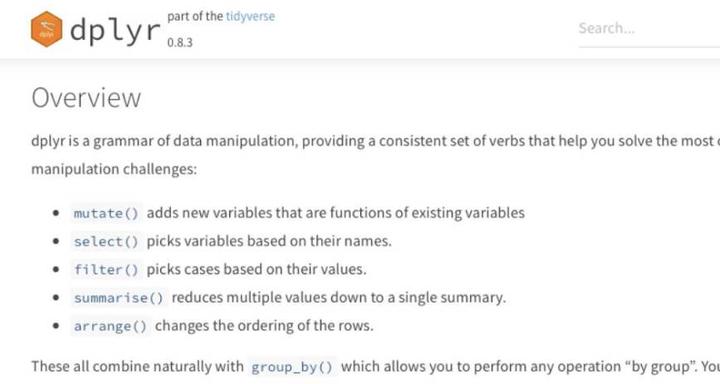 dplyr part of the tidyverse
0.8.3
Search...
Overview
dplyr is a grammar of data manipulation, providing a consistent set of verbs that help you solve the most
manipulation challenges:
• mutate() adds new variables that are functions of existing variables
• select() picks variables based on their names.
• filter() picks cases based on their values.
• summarise() reduces multiple values down to a single summary.
• arrange() changes the ordering of the rows.
These all combine naturally with group_by() which allows you to perform any operation “by group”. You